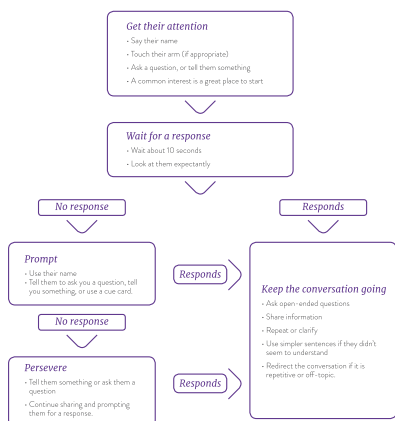 Get their attention
• Say their name
• Touch their arm (if appropriate)
• Ask a question, or tell them something
• A common interest is a great place to start
Wait for a response
• Wait about 10 seconds
• Look at them expectantly
No response
Responds
Prompt
• Use their name
• Tell them to ask you a question, tell
you something, or use a cue card.
Responds
Keep the conversation going
• Ask open-ended questions
• Share information
• Repeat or clarify
• Use simpler sentences if they didn't
seem to understand
• Redirect the conversation if it is
repetitive or off-topic.
No response
Persevere
• Tell them something or ask them a
question
• Continue sharing and prompting
them for a response.
Responds